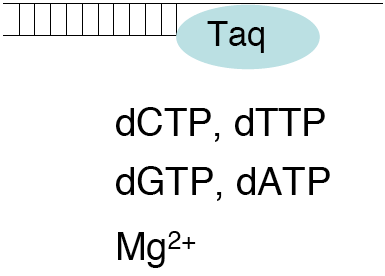 Taq
dCTP, dTTP
dGTP, dATP
Mg²⁺